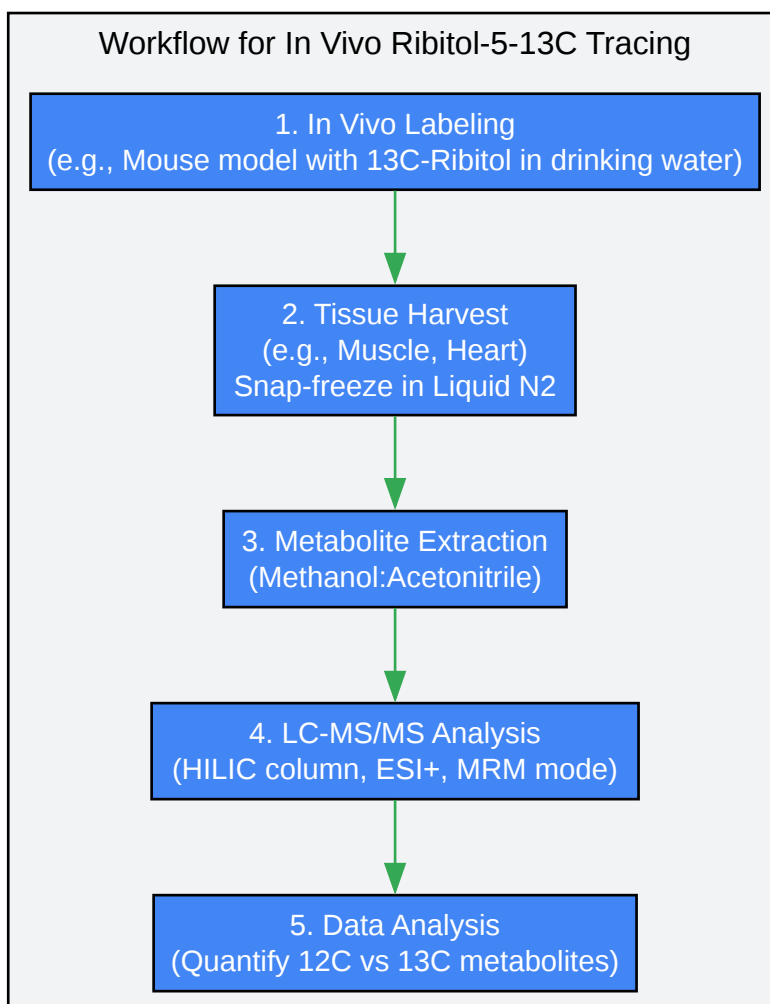 Workflow for In Vivo Ribitol-5-13C Tracing
1. In Vivo Labeling
(e.g., Mouse model with 13C-Ribitol in drinking water)
2. Tissue Harvest
(e.g., Muscle, Heart)
Snap-freeze in Liquid N2
3. Metabolite Extraction
(Methanol:Acetonitrile)
4. LC-MS/MS Analysis
(HILIC column, ESI+, MRM mode)
5. Data Analysis
(Quantify 12C vs 13C metabolites)